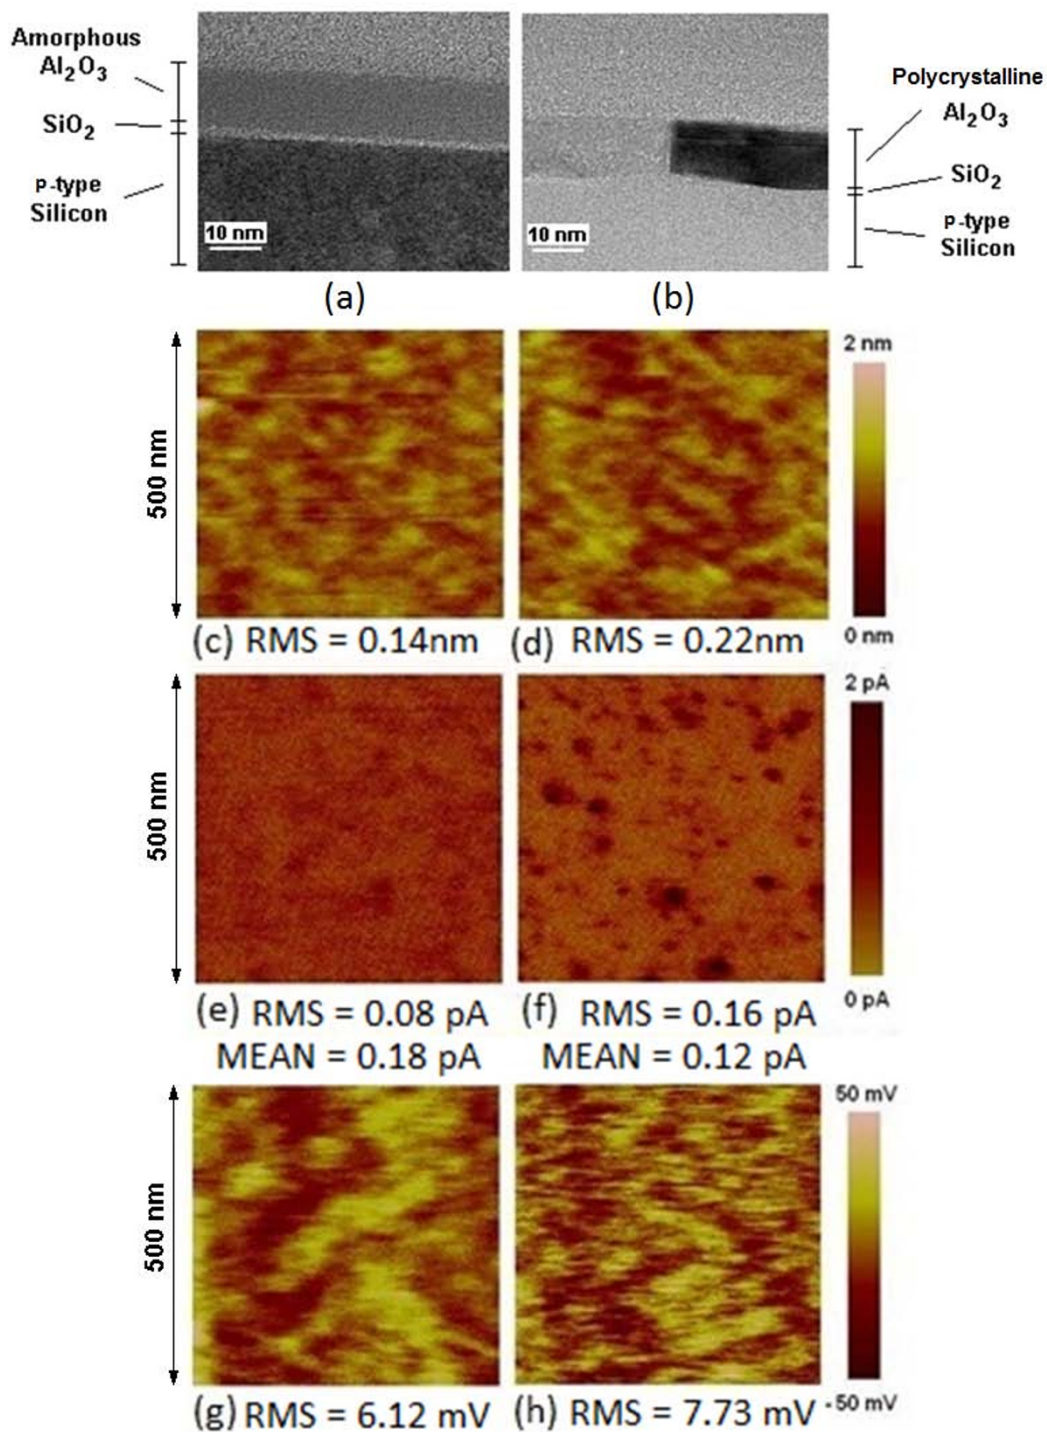 Amorphous
Al2O3
SiO2
P-type
Silicon
10 nm
10 nm
Polycrystalline
Al2O3
SiO2
P-type
Silicon
(a)
(b)
500 nm
2 nm
0 nm
(c) RMS = 0.14nm
(d) RMS = 0.22nm
500 nm
2 pA
0 pA
(e) RMS = 0.08 pA
MEAN = 0.18 pA
(f) RMS = 0.16 pA
MEAN = 0.12 pA
500 nm
50 mV
-50 mV
(g) RMS = 6.12 mV
(h) RMS = 7.73 mV